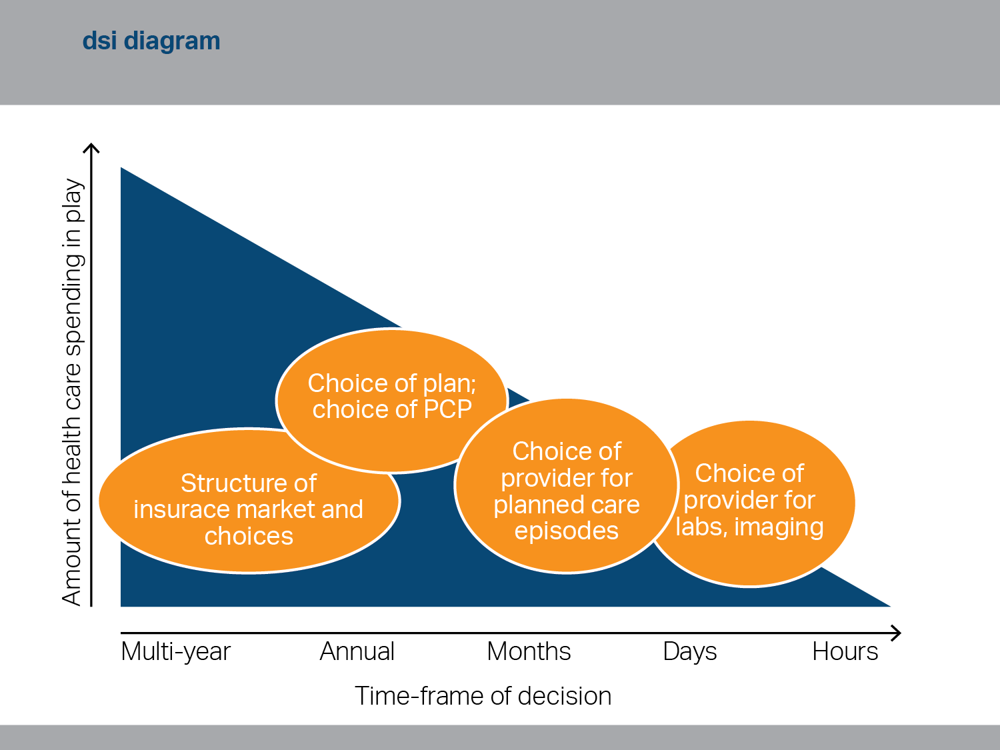 dsi diagram
Amount of health care spending in play
Choice of plan;
choice of PCP
Structure of
insurace market and
choices
Choice of
provider for
planned care
episodes
Choice of
provider for
labs, imaging
Multi-year
Annual
Months
Days
Hours
Time-frame of decision